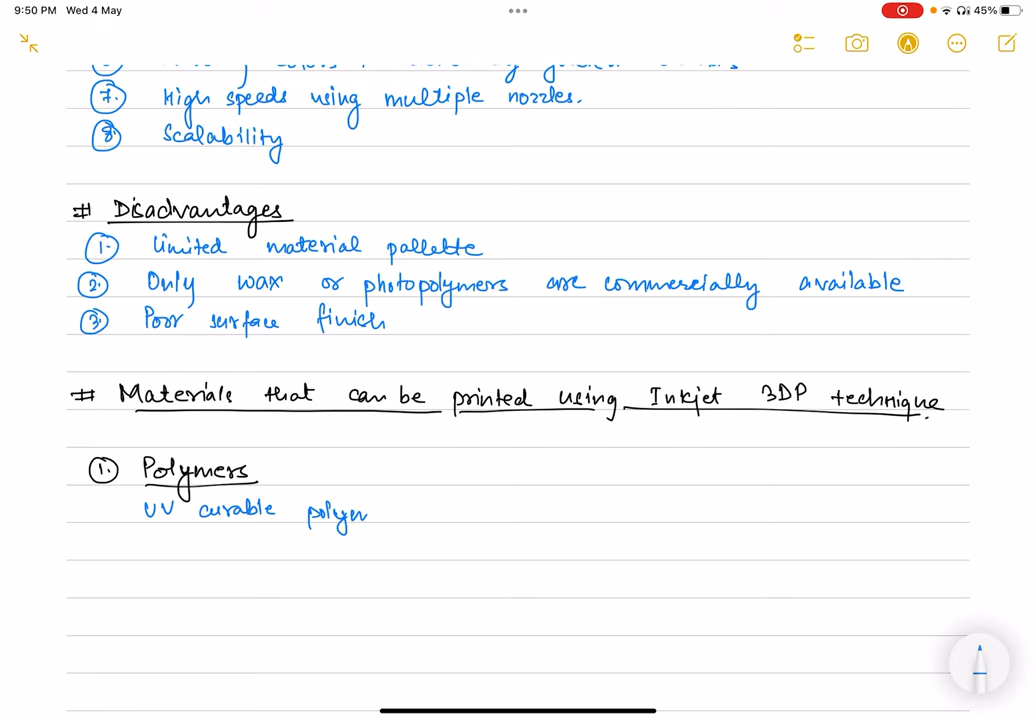 9:50 PM Wed 4 May
45%
7. High speeds using multiple nozzles.
8. Scalability
# Disadvantages
1. Limited material pallette
2. Only wax or photopolymers are commercially available
3. Poor surface finish
# Materials that can be printed using Inkjet 3DP technique
1. Polymers
UV curable polym